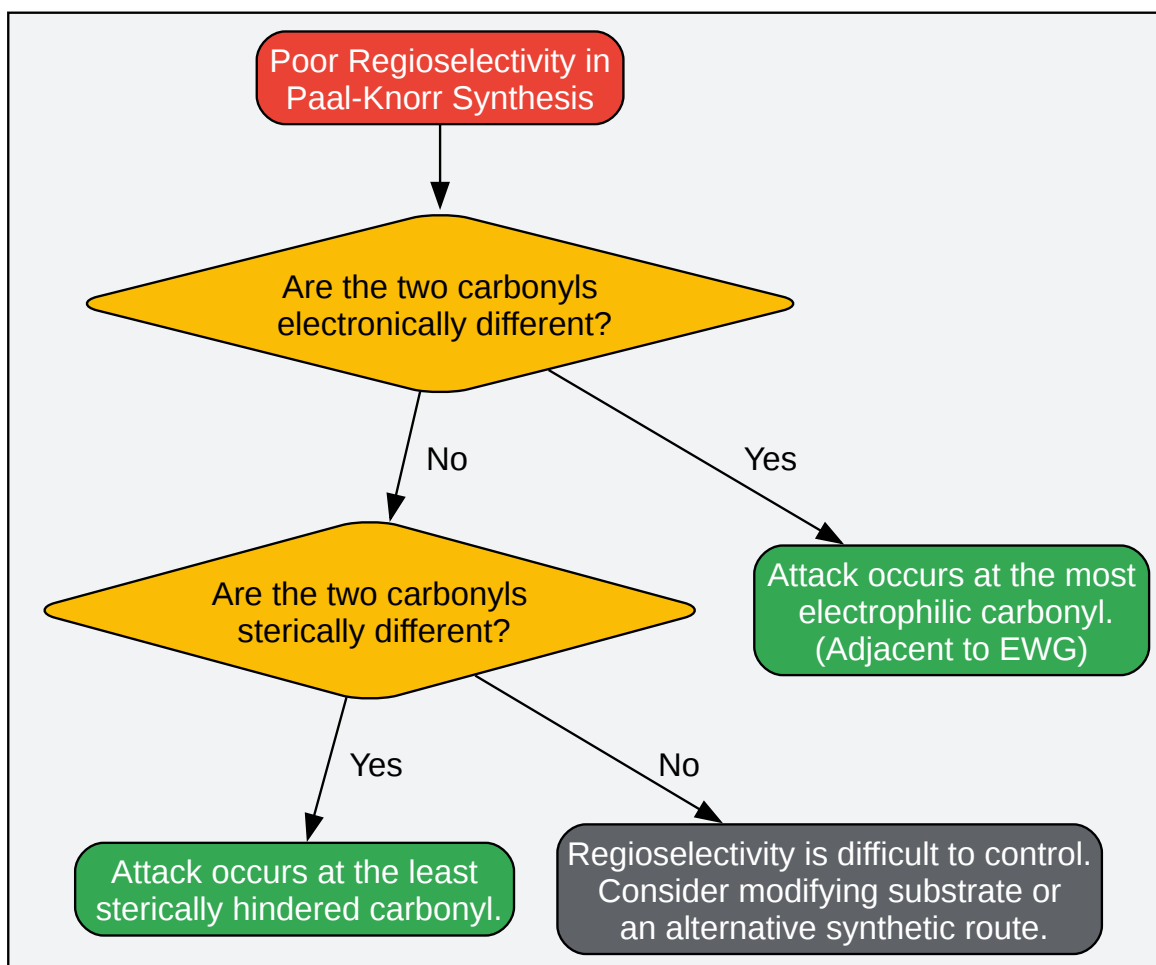 Poor Regioselectivity in
Paal-Knorr Synthesis
Are the two carbonyls
electronically different?
No
Yes
Are the two carbonyls
sterically different?
Attack occurs at the most
electrophilic carbonyl.
(Adjacent to EWG)
Yes
No
Attack occurs at the least
sterically hindered carbonyl.
Regioselectivity is difficult to control.
Consider modifying substrate or
an alternative synthetic route.